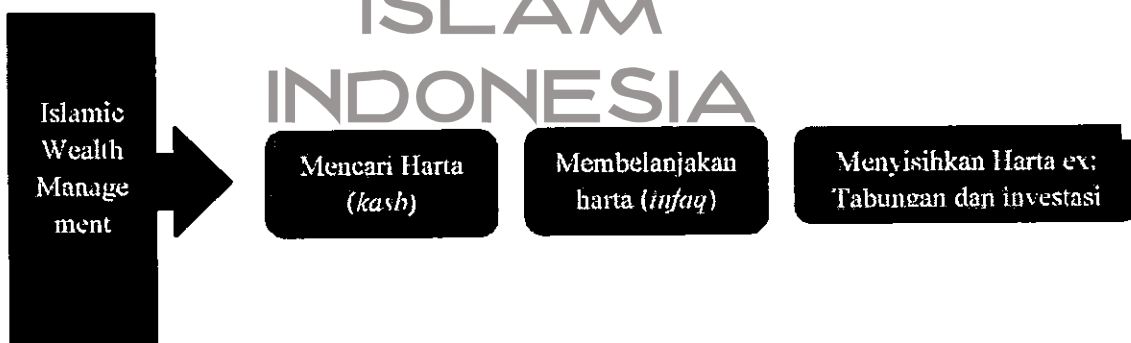 ISLAM
INDONESIA
Islamic
Wealth
Manage
ment
Mencari Harta
(kasb)
Membelanjakan
harta (infaq)
Menyisihkan Harta ex:
Tabungan dan investasi